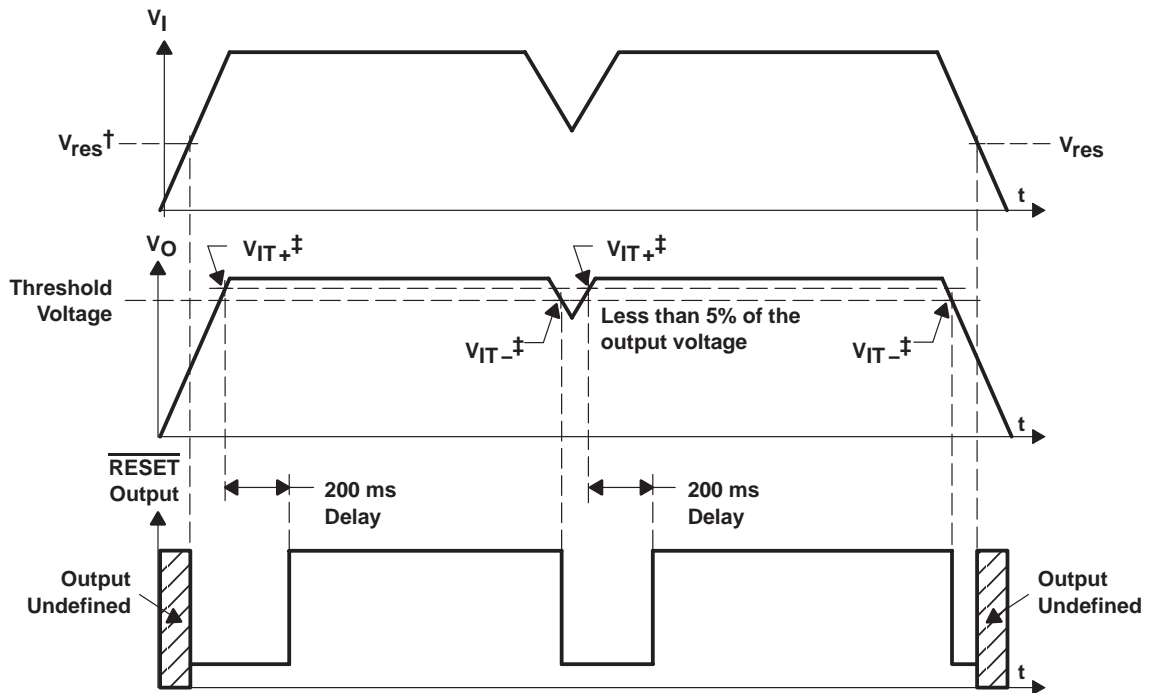 VI
Vres†
Vres
t
VO
VIT+‡
VIT+‡
Threshold
Voltage
Less than 5% of the
output voltage
VIT−‡
VIT−‡
t
RESET
Output
200 ms
Delay
200 ms
Delay
Output
Undefined
Output
Undefined
t